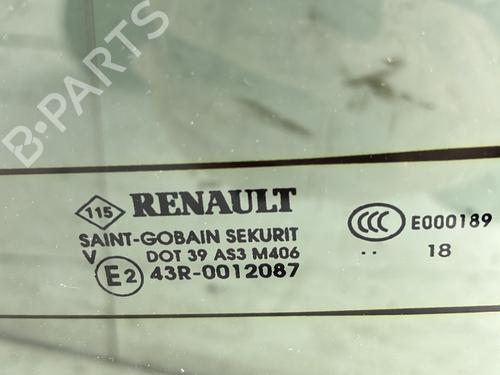 B-PARTS
115 RENAULT
SAINT-GOBAIN SEKURIT
V DOT 39 AS3 M406
E2 43R-0012087
CCC E000189
.. 18